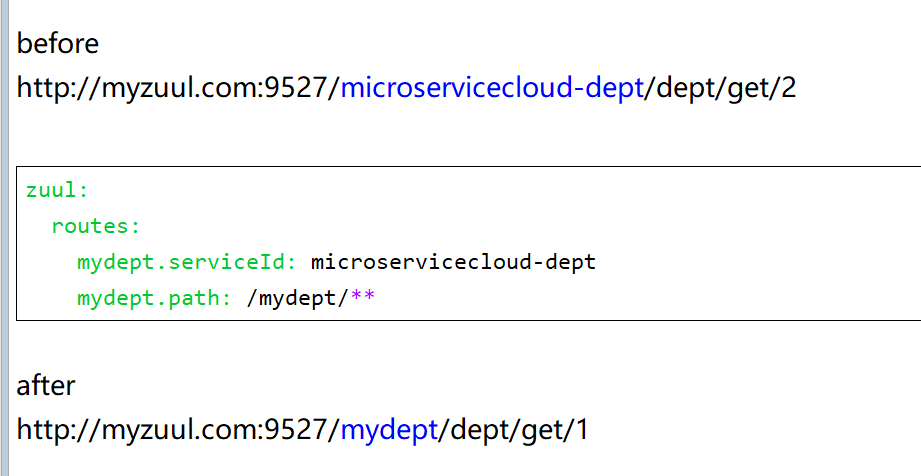 before
http://myzuul.com:9527/microservicecloud-dept/dept/get/2
zuul:
  routes:
    mydept.serviceId: microservicecloud-dept
    mydept.path: /mydept/**
after
http://myzuul.com:9527/mydept/dept/get/1